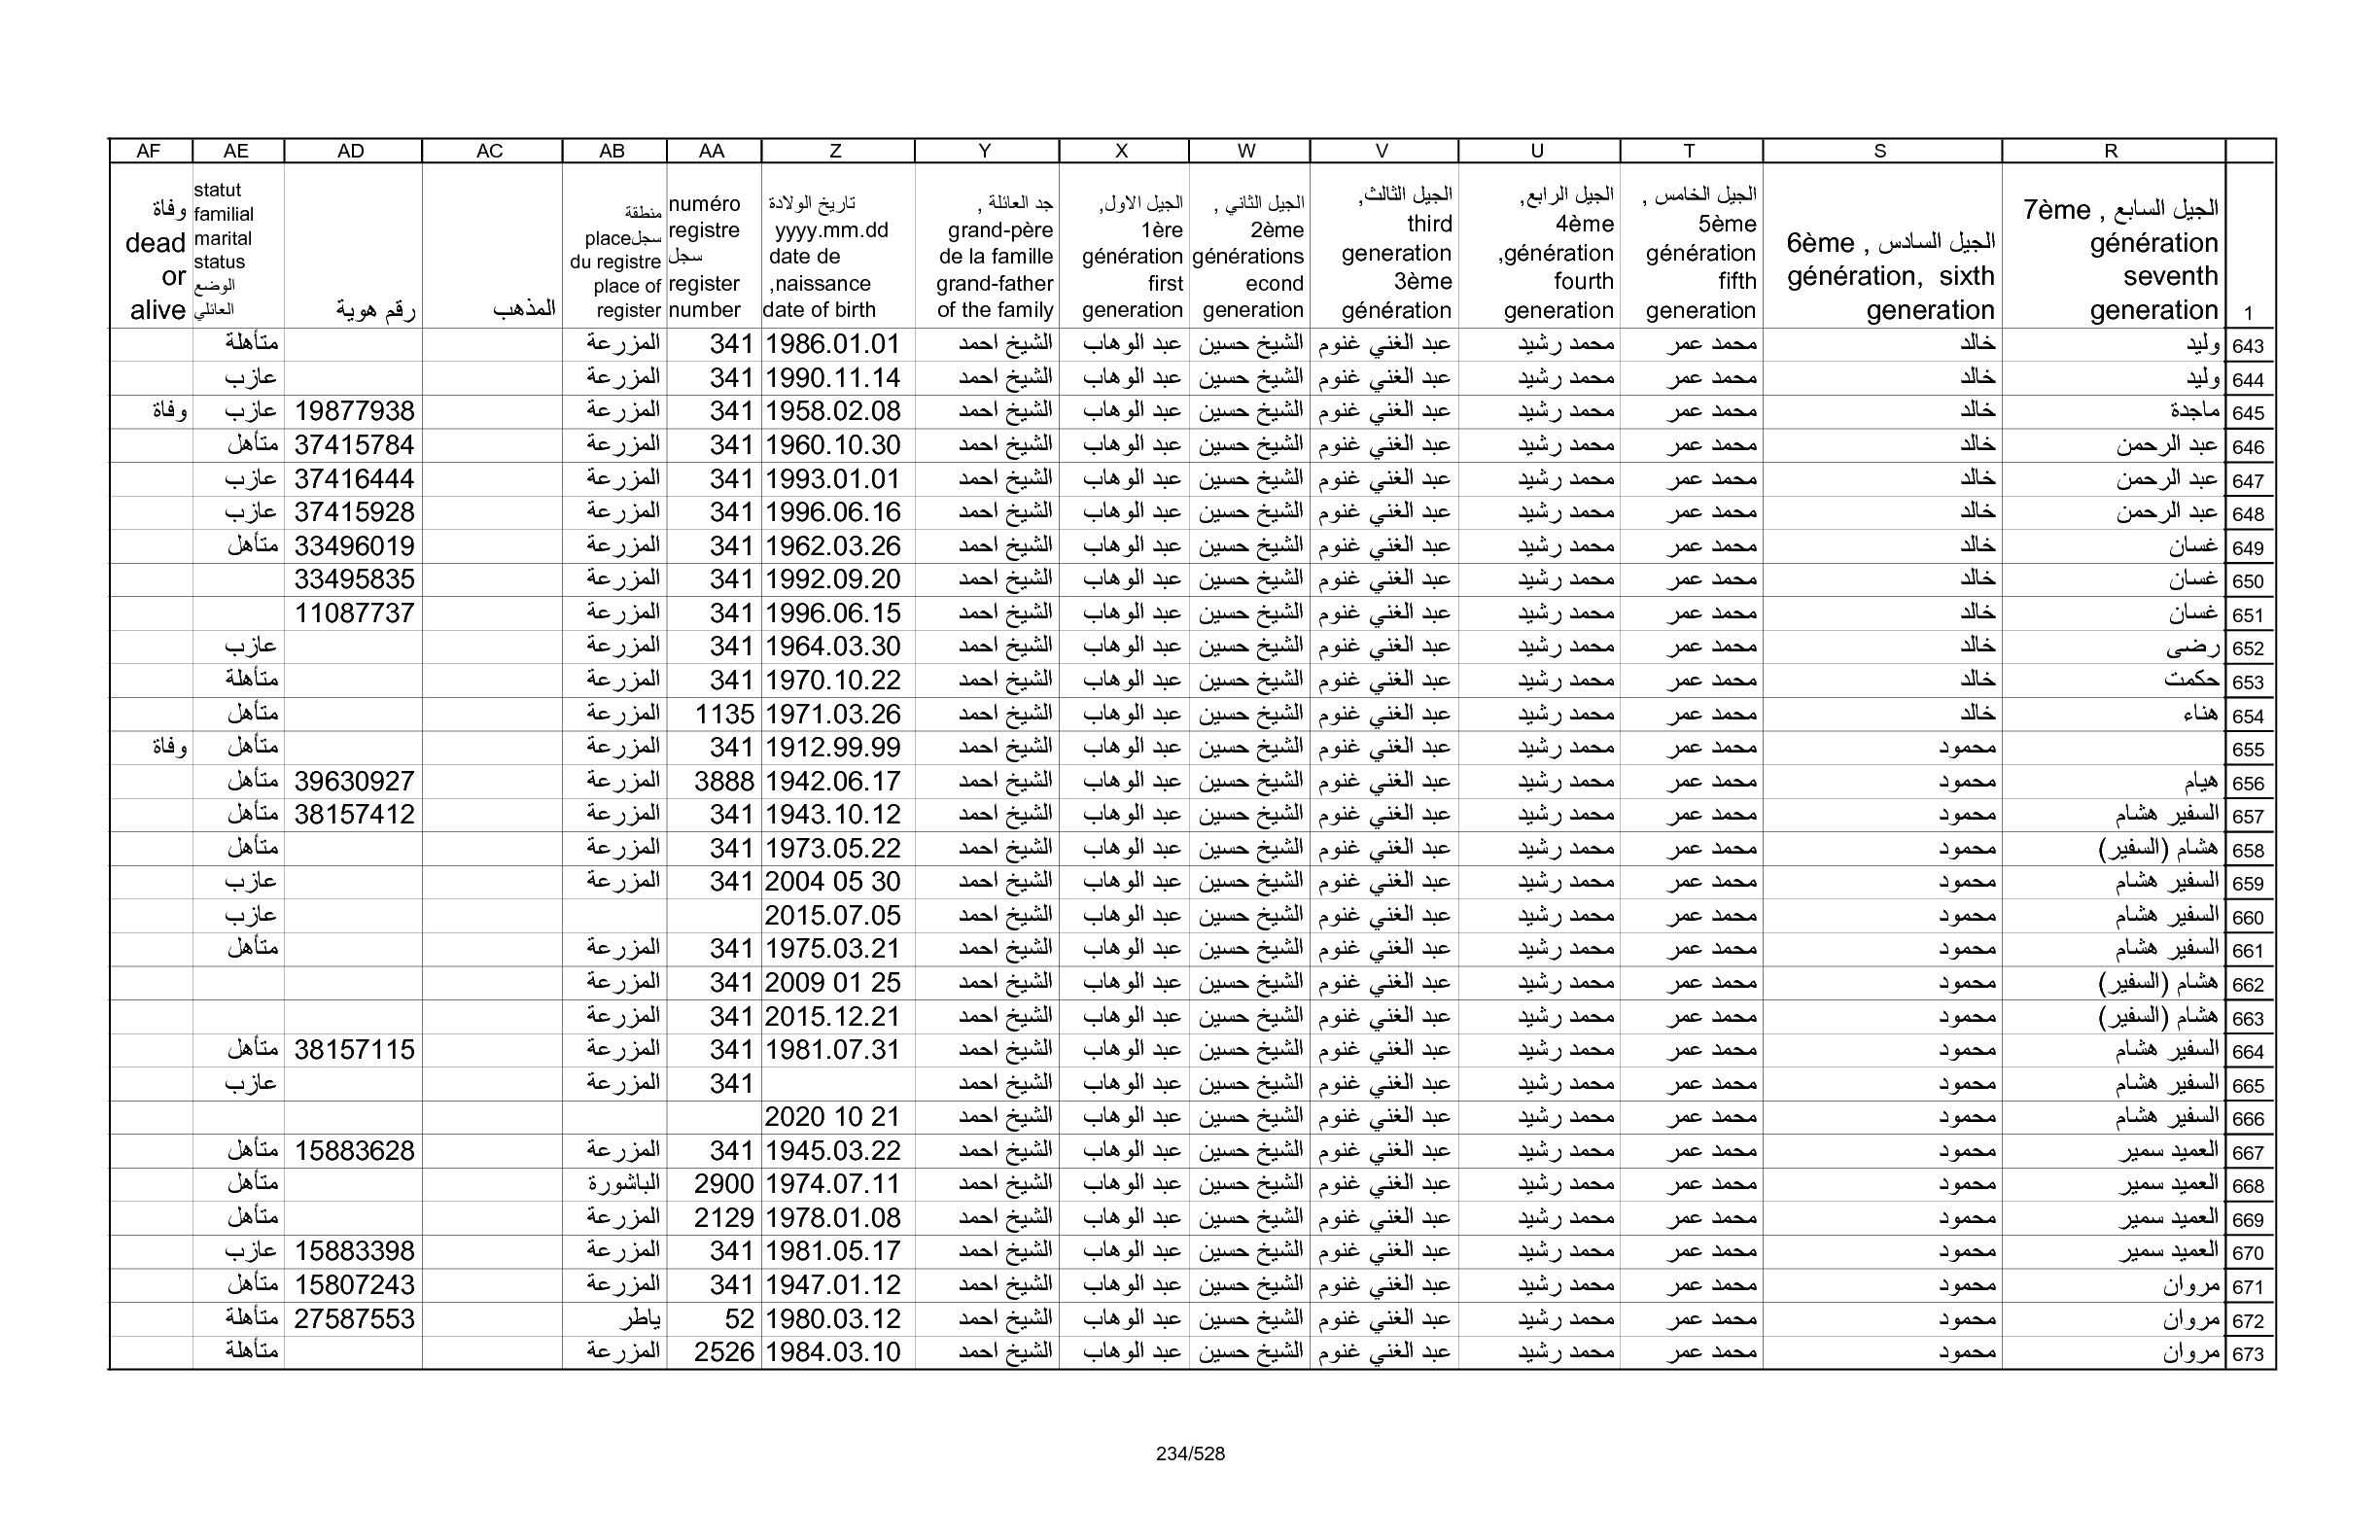 R S T U V W X Y Z AA AB AC AD AE AF
1
الجيل السابع , 7ème
génération
seventh
generation
الجيل السادس , 6ème
génération, sixth
generation
الجيل الخامس ,
5ème
génération
fifth
generation
الجيل الرابع,
4ème
génération,
fourth
generation
الجيل الثالث,
third
generation
3ème
génération
الجيل الثاني ,
2ème
générations
econd
generation
الجيل الاول,
1ère
génération
first
generation
جد العائلة ,
grand-père
de la famille
grand-father
of the family
تاريخ الولادة
yyyy.mm.dd
date de
naissance,
date of birth
numéro
registre
سجل
register
number
منطقة
سجلplace
du registre
place of
register
المذهب
رقم هوية
statut
familial
marital
status
الوضع
العائلي
وفاة
dead
or
alive
643 وليد خالد محمد عمر محمد رشيد عبد الغني غنوم الشيخ حسين عبد الوهاب الشيخ احمد 1986.01.01 341 المزرعة متأهلة
644 وليد خالد محمد عمر محمد رشيد عبد الغني غنوم الشيخ حسين عبد الوهاب الشيخ احمد 1990.11.14 341 المزرعة عازب
645 ماجدة خالد محمد عمر محمد رشيد عبد الغني غنوم الشيخ حسين عبد الوهاب الشيخ احمد 1958.02.08 341 المزرعة 19877938 عازب وفاة
646 عبد الرحمن خالد محمد عمر محمد رشيد عبد الغني غنوم الشيخ حسين عبد الوهاب الشيخ احمد 1960.10.30 341 المزرعة 37415784 متأهل
647 عبد الرحمن خالد محمد عمر محمد رشيد عبد الغني غنوم الشيخ حسين عبد الوهاب الشيخ احمد 1993.01.01 341 المزرعة 37416444 عازب
648 عبد الرحمن خالد محمد عمر محمد رشيد عبد الغني غنوم الشيخ حسين عبد الوهاب الشيخ احمد 1996.06.16 341 المزرعة 37415928 عازب
649 غسان خالد محمد عمر محمد رشيد عبد الغني غنوم الشيخ حسين عبد الوهاب الشيخ احمد 1962.03.26 341 المزرعة 33496019 متأهل
650 غسان خالد محمد عمر محمد رشيد عبد الغني غنوم الشيخ حسين عبد الوهاب الشيخ احمد 1992.09.20 341 المزرعة 33495835
651 غسان خالد محمد عمر محمد رشيد عبد الغني غنوم الشيخ حسين عبد الوهاب الشيخ احمد 1996.06.15 341 المزرعة 11087737
652 رضى خالد محمد عمر محمد رشيد عبد الغني غنوم الشيخ حسين عبد الوهاب الشيخ احمد 1964.03.30 341 المزرعة عازب
653 حكمت خالد محمد عمر محمد رشيد عبد الغني غنوم الشيخ حسين عبد الوهاب الشيخ احمد 1970.10.22 341 المزرعة متأهلة
654 هناء خالد محمد عمر محمد رشيد عبد الغني غنوم الشيخ حسين عبد الوهاب الشيخ احمد 1971.03.26 1135 المزرعة متأهل
655 محمود محمد عمر محمد رشيد عبد الغني غنوم الشيخ حسين عبد الوهاب الشيخ احمد 1912.99.99 341 المزرعة متأهل وفاة
656 هيام محمود محمد عمر محمد رشيد عبد الغني غنوم الشيخ حسين عبد الوهاب الشيخ احمد 1942.06.17 3888 المزرعة 39630927 متأهل
657 السفير هشام محمود محمد عمر محمد رشيد عبد الغني غنوم الشيخ حسين عبد الوهاب الشيخ احمد 1943.10.12 341 المزرعة 38157412 متأهل
658 هشام (السفير) محمود محمد عمر محمد رشيد عبد الغني غنوم الشيخ حسين عبد الوهاب الشيخ احمد 1973.05.22 341 المزرعة متأهل
659 السفير هشام محمود محمد عمر محمد رشيد عبد الغني غنوم الشيخ حسين عبد الوهاب الشيخ احمد 2004 05 30 341 المزرعة عازب
660 السفير هشام محمود محمد عمر محمد رشيد عبد الغني غنوم الشيخ حسين عبد الوهاب الشيخ احمد 2015.07.05 عازب
661 السفير هشام محمود محمد عمر محمد رشيد عبد الغني غنوم الشيخ حسين عبد الوهاب الشيخ احمد 1975.03.21 341 المزرعة متأهل
662 هشام (السفير) محمود محمد عمر محمد رشيد عبد الغني غنوم الشيخ حسين عبد الوهاب الشيخ احمد 2009 01 25 341 المزرعة
663 هشام (السفير) محمود محمد عمر محمد رشيد عبد الغني غنوم الشيخ حسين عبد الوهاب الشيخ احمد 2015.12.21 341 المزرعة
664 السفير هشام محمود محمد عمر محمد رشيد عبد الغني غنوم الشيخ حسين عبد الوهاب الشيخ احمد 1981.07.31 341 المزرعة 38157115 متأهل
665 السفير هشام محمود محمد عمر محمد رشيد عبد الغني غنوم الشيخ حسين عبد الوهاب الشيخ احمد 341 المزرعة عازب
666 السفير هشام محمود محمد عمر محمد رشيد عبد الغني غنوم الشيخ حسين عبد الوهاب الشيخ احمد 2020 10 21
667 العميد سمير محمود محمد عمر محمد رشيد عبد الغني غنوم الشيخ حسين عبد الوهاب الشيخ احمد 1945.03.22 341 المزرعة 15883628 متأهل
668 العميد سمير محمود محمد عمر محمد رشيد عبد الغني غنوم الشيخ حسين عبد الوهاب الشيخ احمد 1974.07.11 2900 الباشورة متأهل
669 العميد سمير محمود محمد عمر محمد رشيد عبد الغني غنوم الشيخ حسين عبد الوهاب الشيخ احمد 1978.01.08 2129 المزرعة متأهل
670 العميد سمير محمود محمد عمر محمد رشيد عبد الغني غنوم الشيخ حسين عبد الوهاب الشيخ احمد 1981.05.17 341 المزرعة 15883398 عازب
671 مروان محمود محمد عمر محمد رشيد عبد الغني غنوم الشيخ حسين عبد الوهاب الشيخ احمد 1947.01.12 341 المزرعة 15807243 متأهل
672 مروان محمود محمد عمر محمد رشيد عبد الغني غنوم الشيخ حسين عبد الوهاب الشيخ احمد 1980.03.12 52 ياطر 27587553 متأهلة
673 مروان محمود محمد عمر محمد رشيد عبد الغني غنوم الشيخ حسين عبد الوهاب الشيخ احمد 1984.03.10 2526 المزرعة متأهلة
234/528